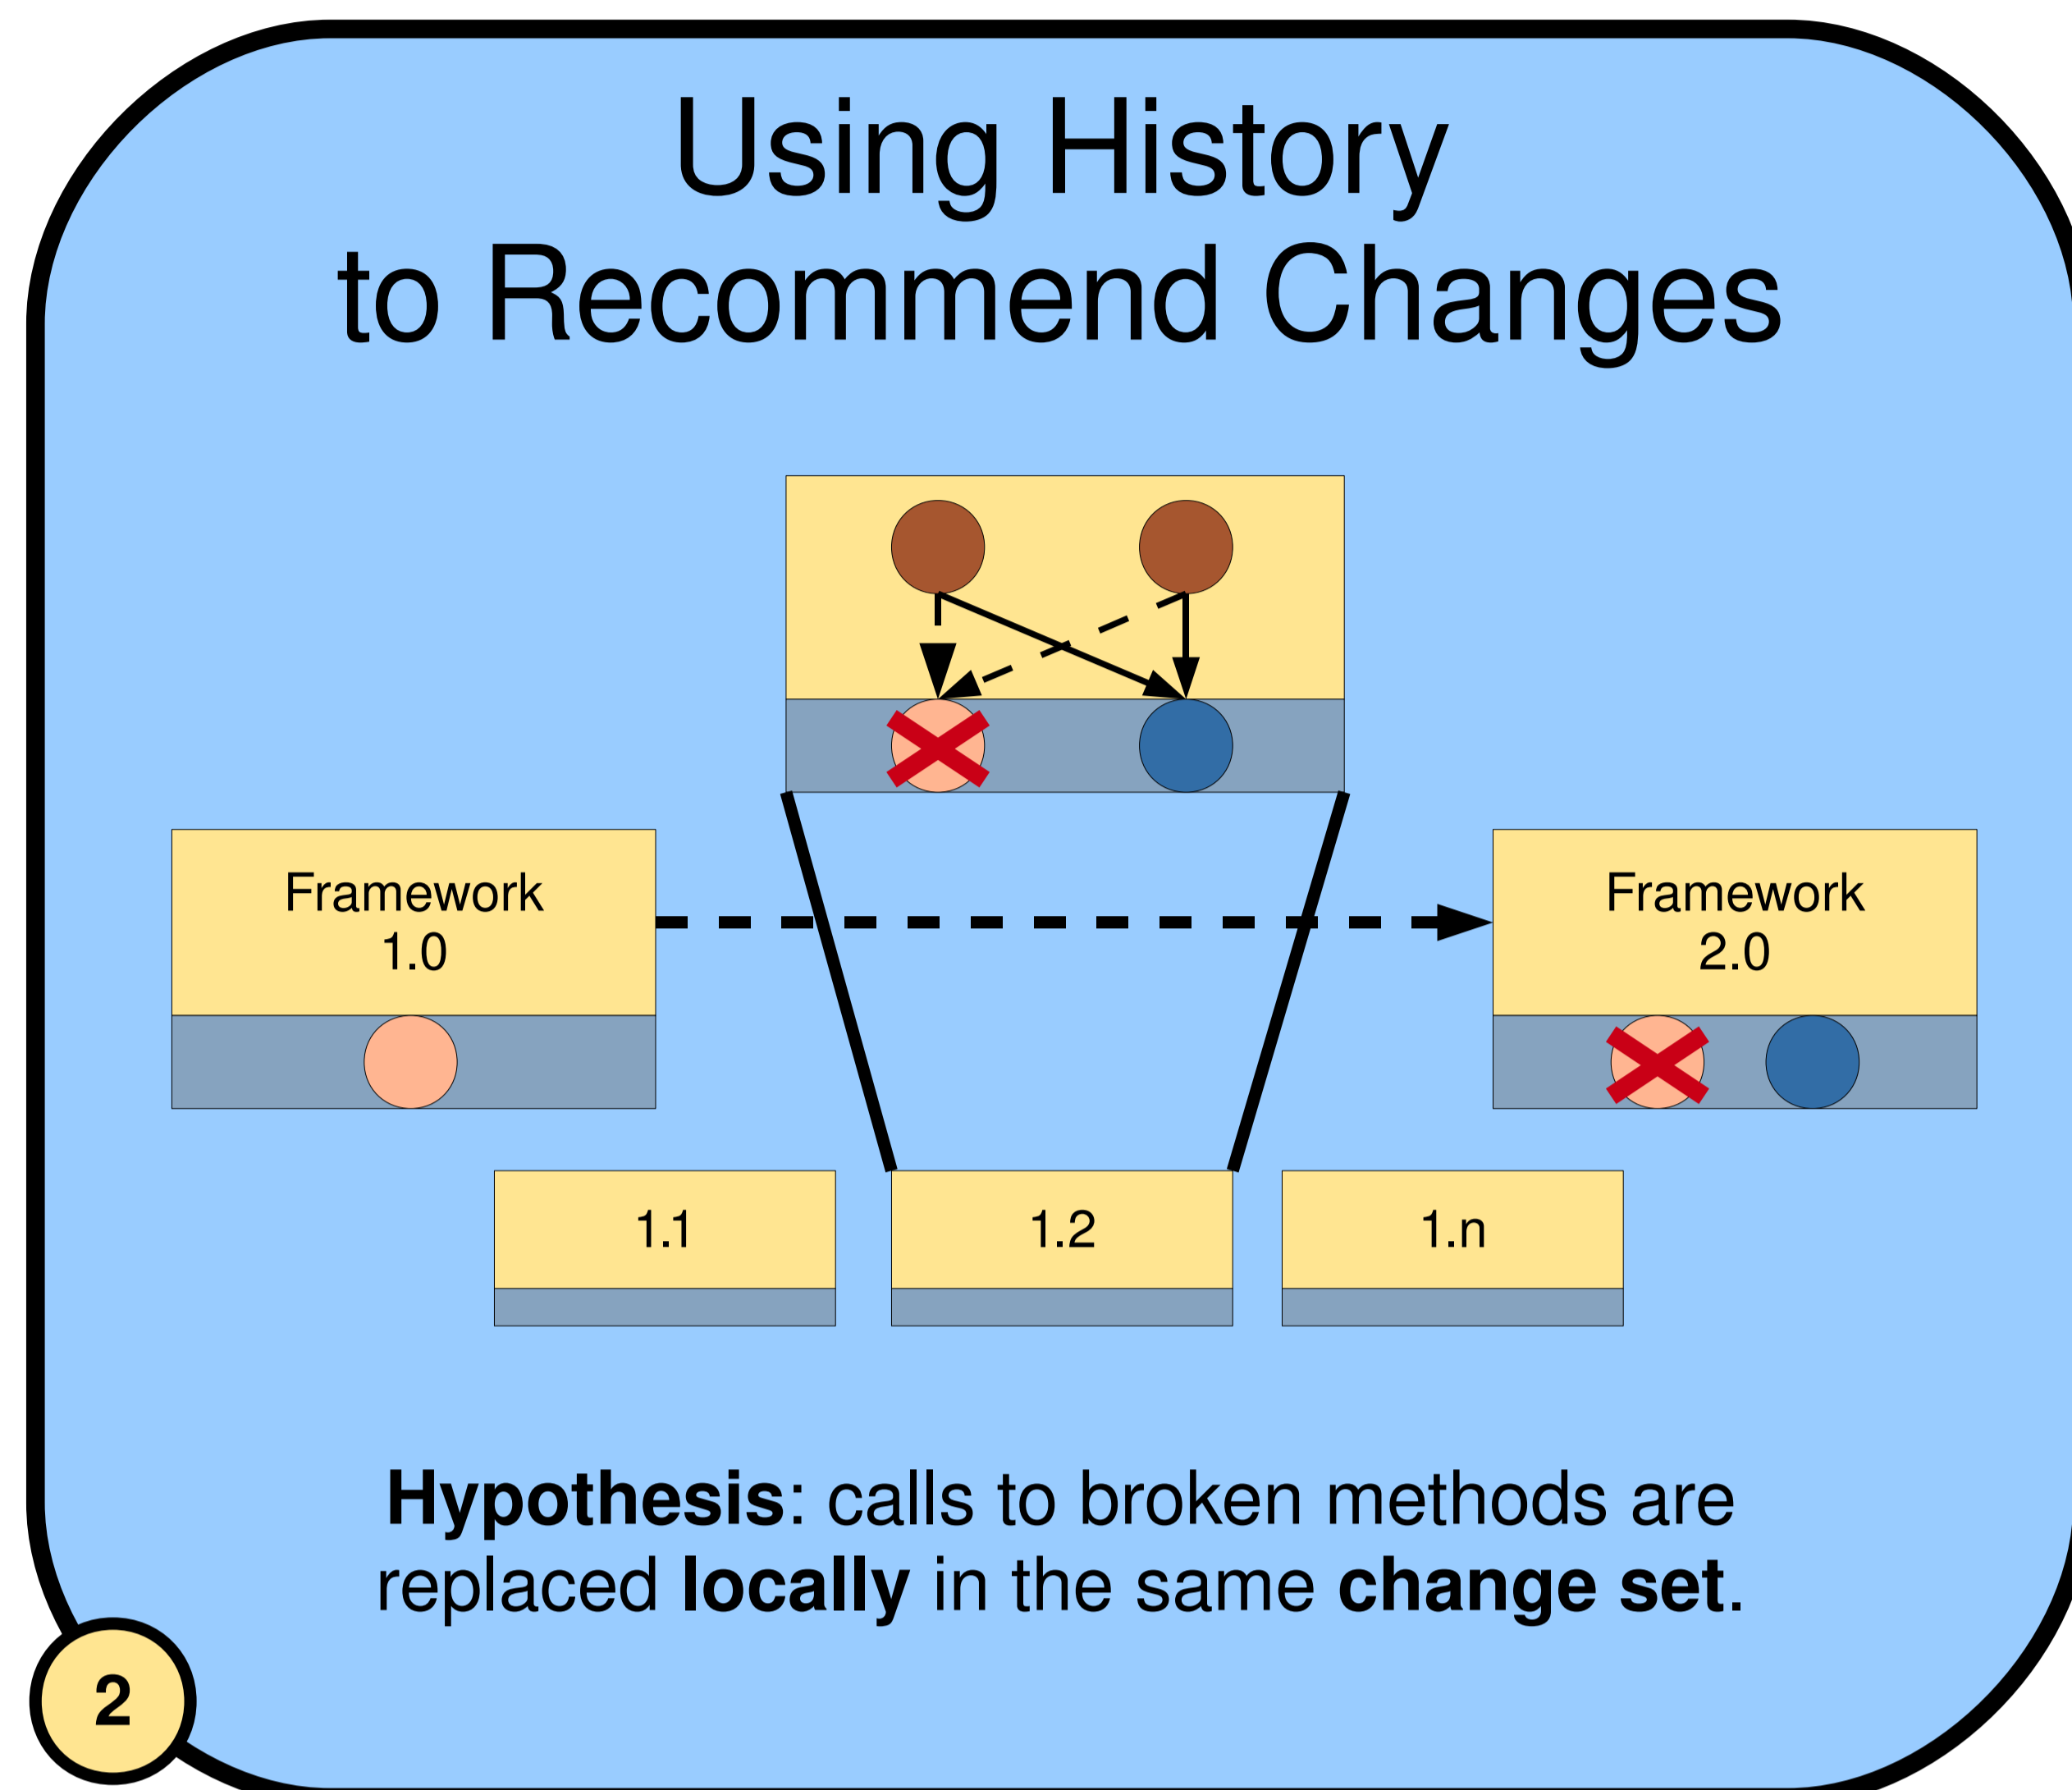 Using History
to Recommend Changes
Framework
1.0
Framework
2.0
1.1
1.2
1.n
Hypothesis: calls to broken methods are
replaced locally in the same change set.
2